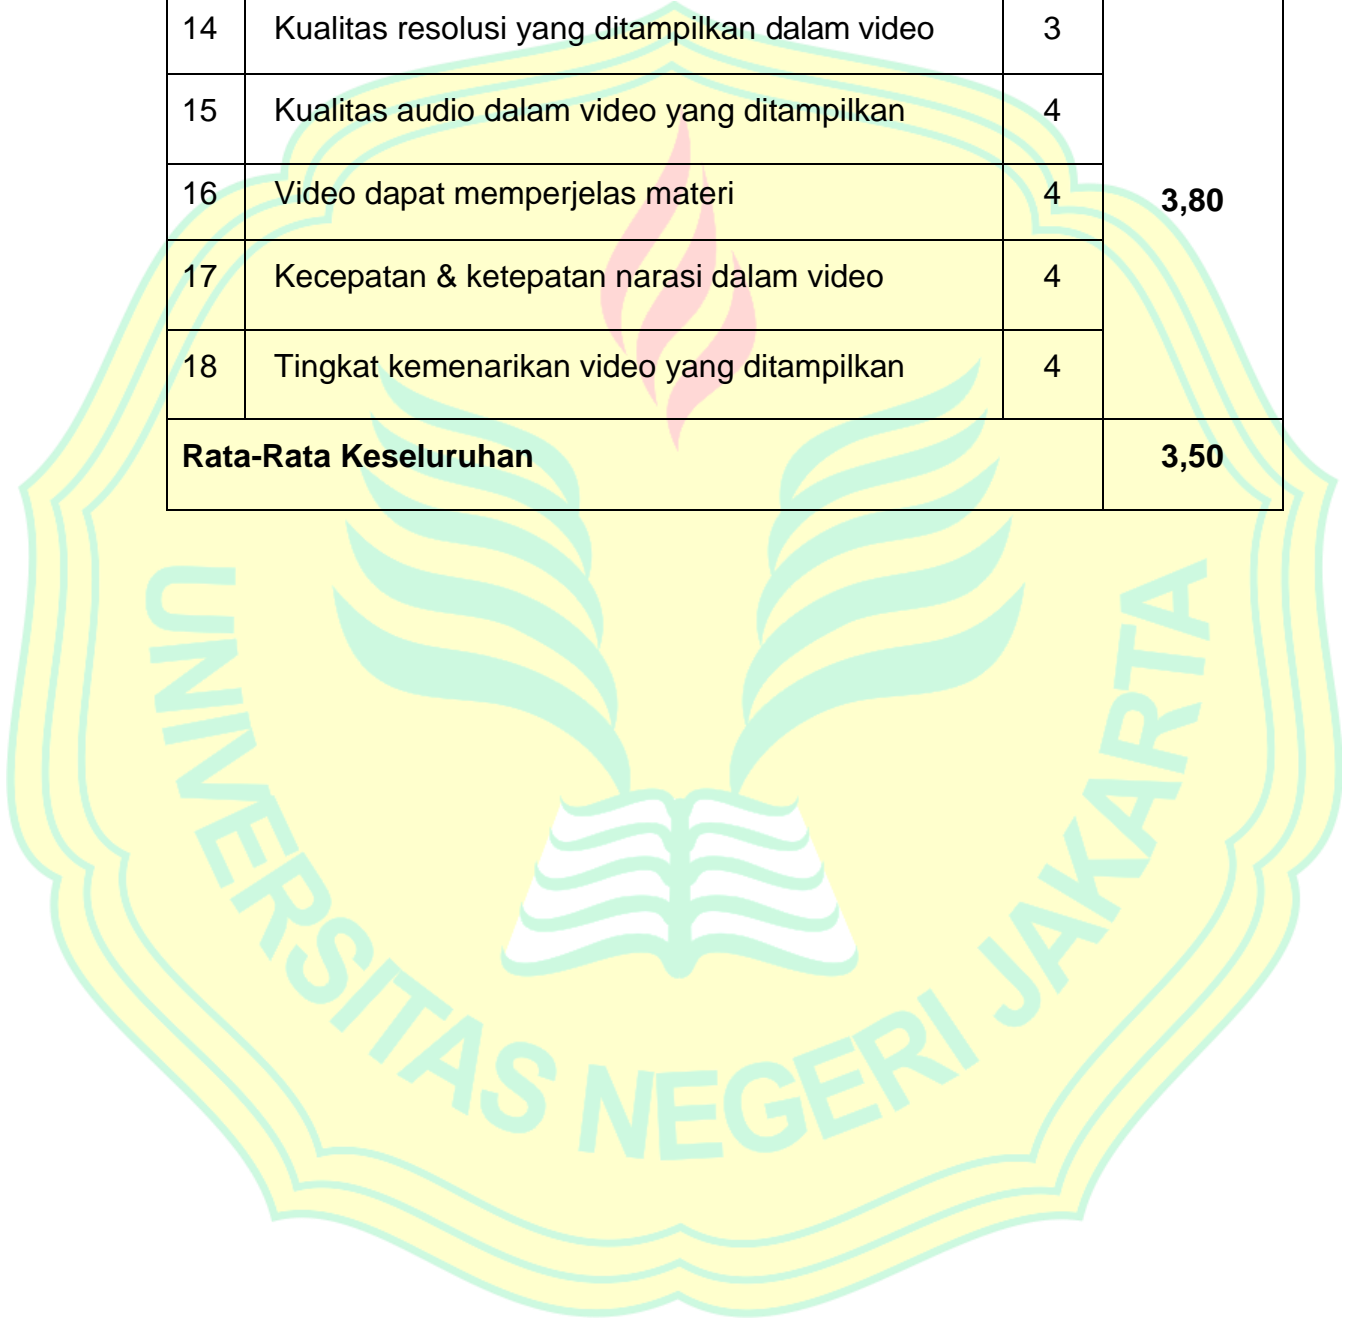 14 Kualitas resolusi yang ditampilkan dalam video 3
15 Kualitas audio dalam video yang ditampilkan 4
16 Video dapat memperjelas materi 4 3,80
17 Kecepatan & ketepatan narasi dalam video 4
18 Tingkat kemenarikan video yang ditampilkan 4
Rata-Rata Keseluruhan 3,50
UNIVERSITAS NEGERI JAKARTA